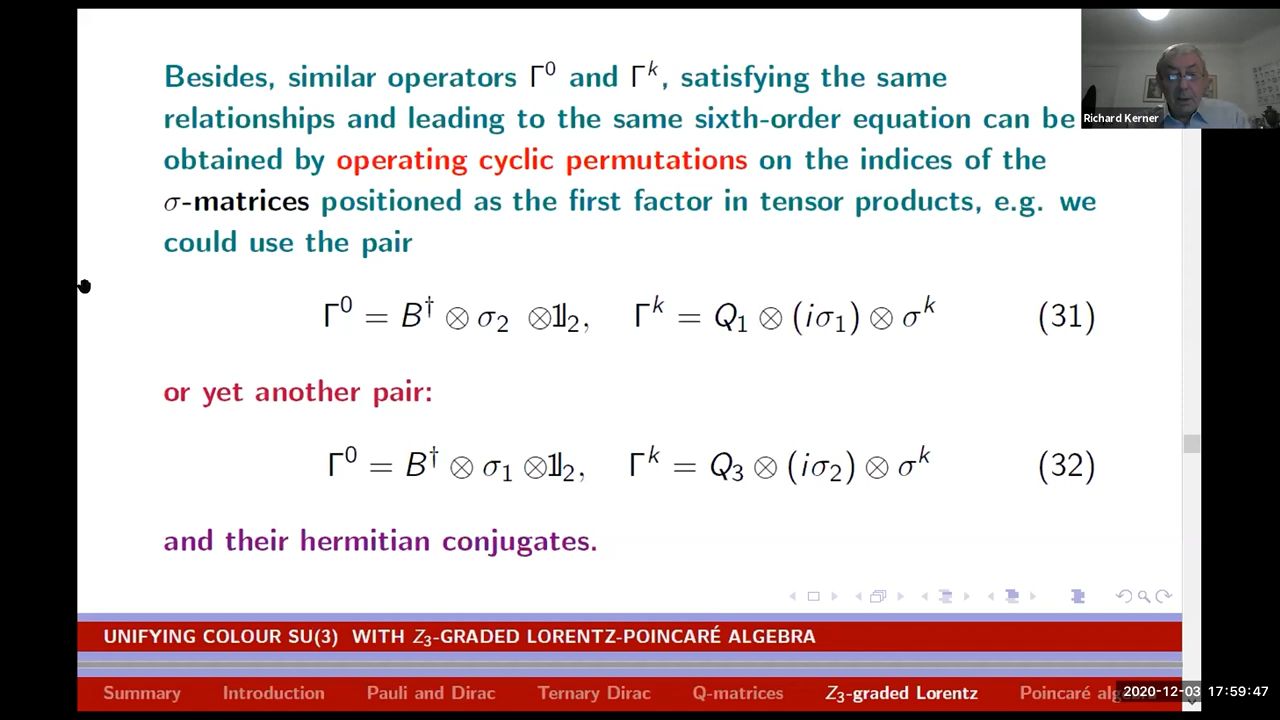 Besides, similar operators Γ⁰ and Γᵏ, satisfying the same
relationships and leading to the same sixth-order equation can be
obtained by operating cyclic permutations on the indices of the
σ-matrices positioned as the first factor in tensor products, e.g. we
could use the pair
Γ⁰ = B† ⊗ σ₂ ⊗𝟙₂, Γᵏ = Q₁ ⊗ (iσ₁) ⊗ σᵏ (31)
or yet another pair:
Γ⁰ = B† ⊗ σ₁ ⊗𝟙₂, Γᵏ = Q₃ ⊗ (iσ₂) ⊗ σᵏ (32)
and their hermitian conjugates.
Richard Kerner
UNIFYING COLOUR SU(3) WITH Z₃-GRADED LORENTZ-POINCARÉ ALGEBRA
Summary Introduction Pauli and Dirac Ternary Dirac Q-matrices Z₃-graded Lorentz Poincaré
2020-12-03 17:59:47